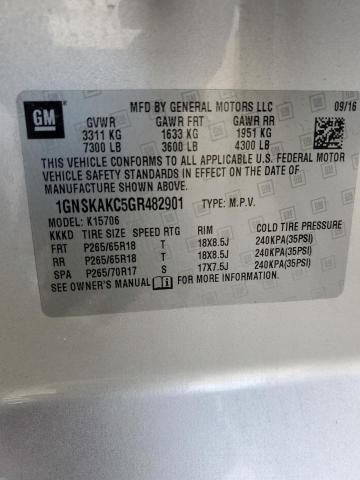 MFD BY GENERAL MOTORS LLC 09/16
GM
GVWR GAWR FRT GAWR RR
3311 KG 1633 KG 1951 KG
7300 LB 3600 LB 4300 LB
THIS VEHICLE CONFORMS TO ALL APPLICABLE U.S. FEDERAL MOTOR
VEHICLE SAFETY AND THEFT PREVENTION STANDARDS IN EFFECT ON
THE DATE OF MANUFACTURE SHOWN ABOVE.
1GNSKAKC5GR482901 TYPE: M.P.V.
MODEL: K15706
KKKD TIRE SIZE SPEED RTG RIM COLD TIRE PRESSURE
FRT P265/65R18 T 18X8.5J 240KPA(35PSI)
RR P265/65R18 T 18X8.5J 240KPA(35PSI)
SPA P265/70R17 S 17X7.5J 240KPA(35PSI)
SEE OWNER'S MANUAL FOR MORE INFORMATION.